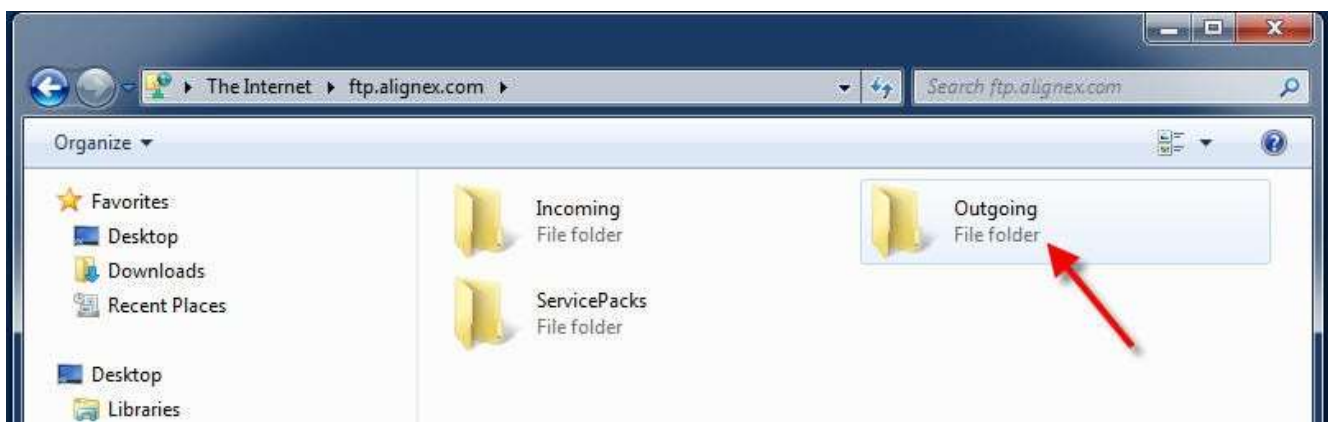 The Internet ftp.alignex.com
Search ftp.alignex.com
Organize
Favorites
Desktop
Downloads
Recent Places
Desktop
Libraries
Incoming
File folder
Outgoing
File folder
ServicePacks
File folder